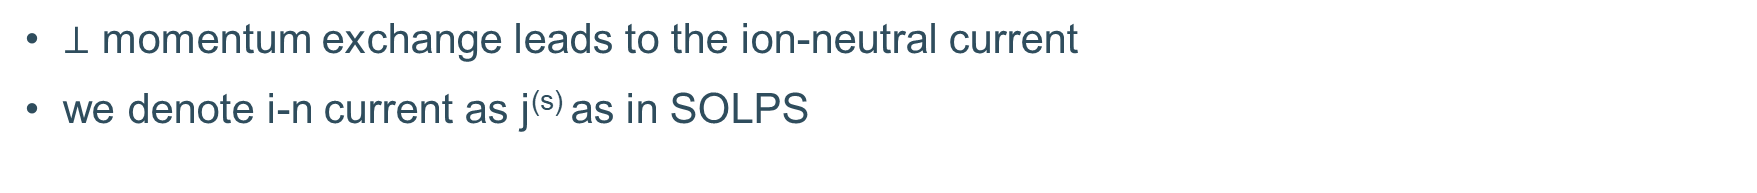 • ⊥ momentum exchange leads to the ion-neutral current
• we denote i-n current as j⁽ˢ⁾ as in SOLPS